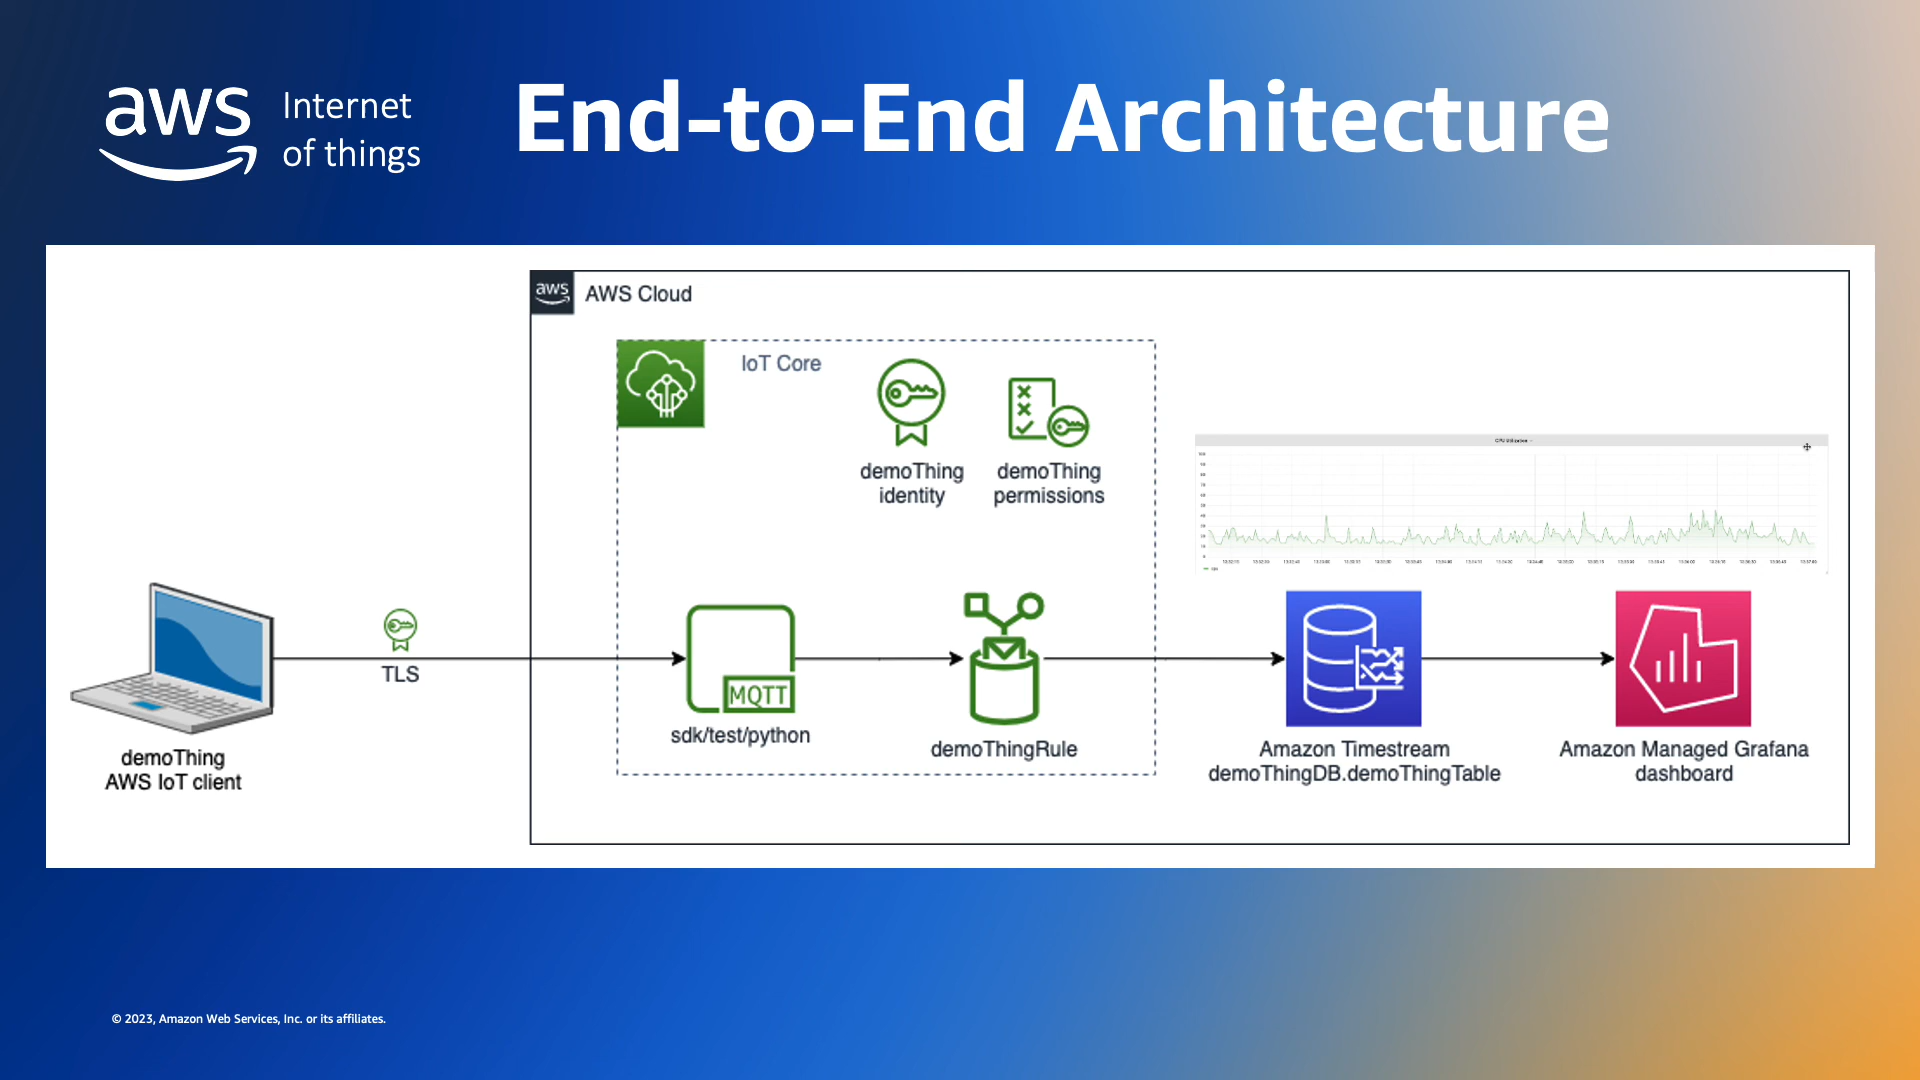 aws
Internet
of things
End-to-End Architecture
aws
AWS Cloud
IoT Core
demoThing
identity
demoThing
permissions
CPU Utilization
TLS
MQTT
sdk/test/python
demoThingRule
demoThing
AWS IoT client
Amazon Timestream
demoThingDB.demoThingTable
Amazon Managed Grafana
dashboard
© 2023, Amazon Web Services, Inc. or its affiliates.